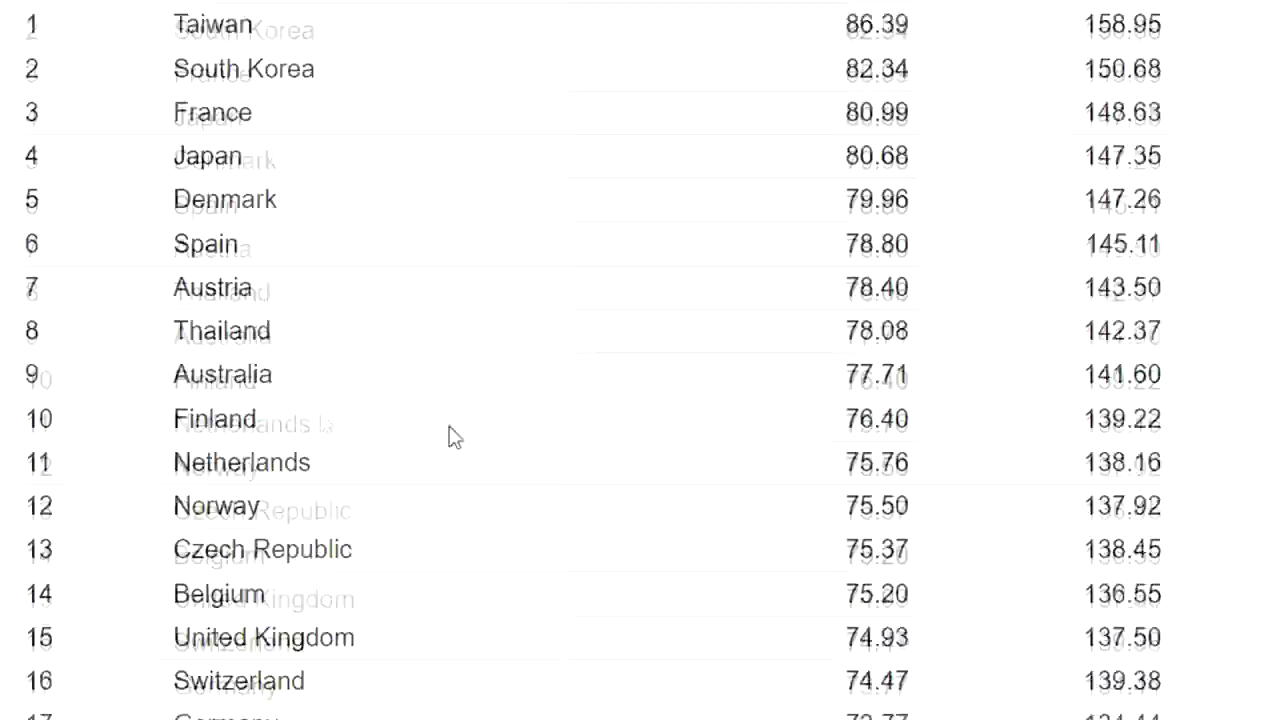 1 Taiwan 86.39 158.95
2 South Korea 82.34 150.68
3 France 80.99 148.63
4 Japan 80.68 147.35
5 Denmark 79.96 147.26
6 Spain 78.80 145.11
7 Austria 78.40 143.50
8 Thailand 78.08 142.37
9 Australia 77.71 141.60
10 Finland 76.40 139.22
11 Netherlands 75.76 138.16
12 Norway 75.50 137.92
13 Czech Republic 75.37 138.45
14 Belgium 75.20 136.55
15 United Kingdom 74.93 137.50
16 Switzerland 74.47 139.38